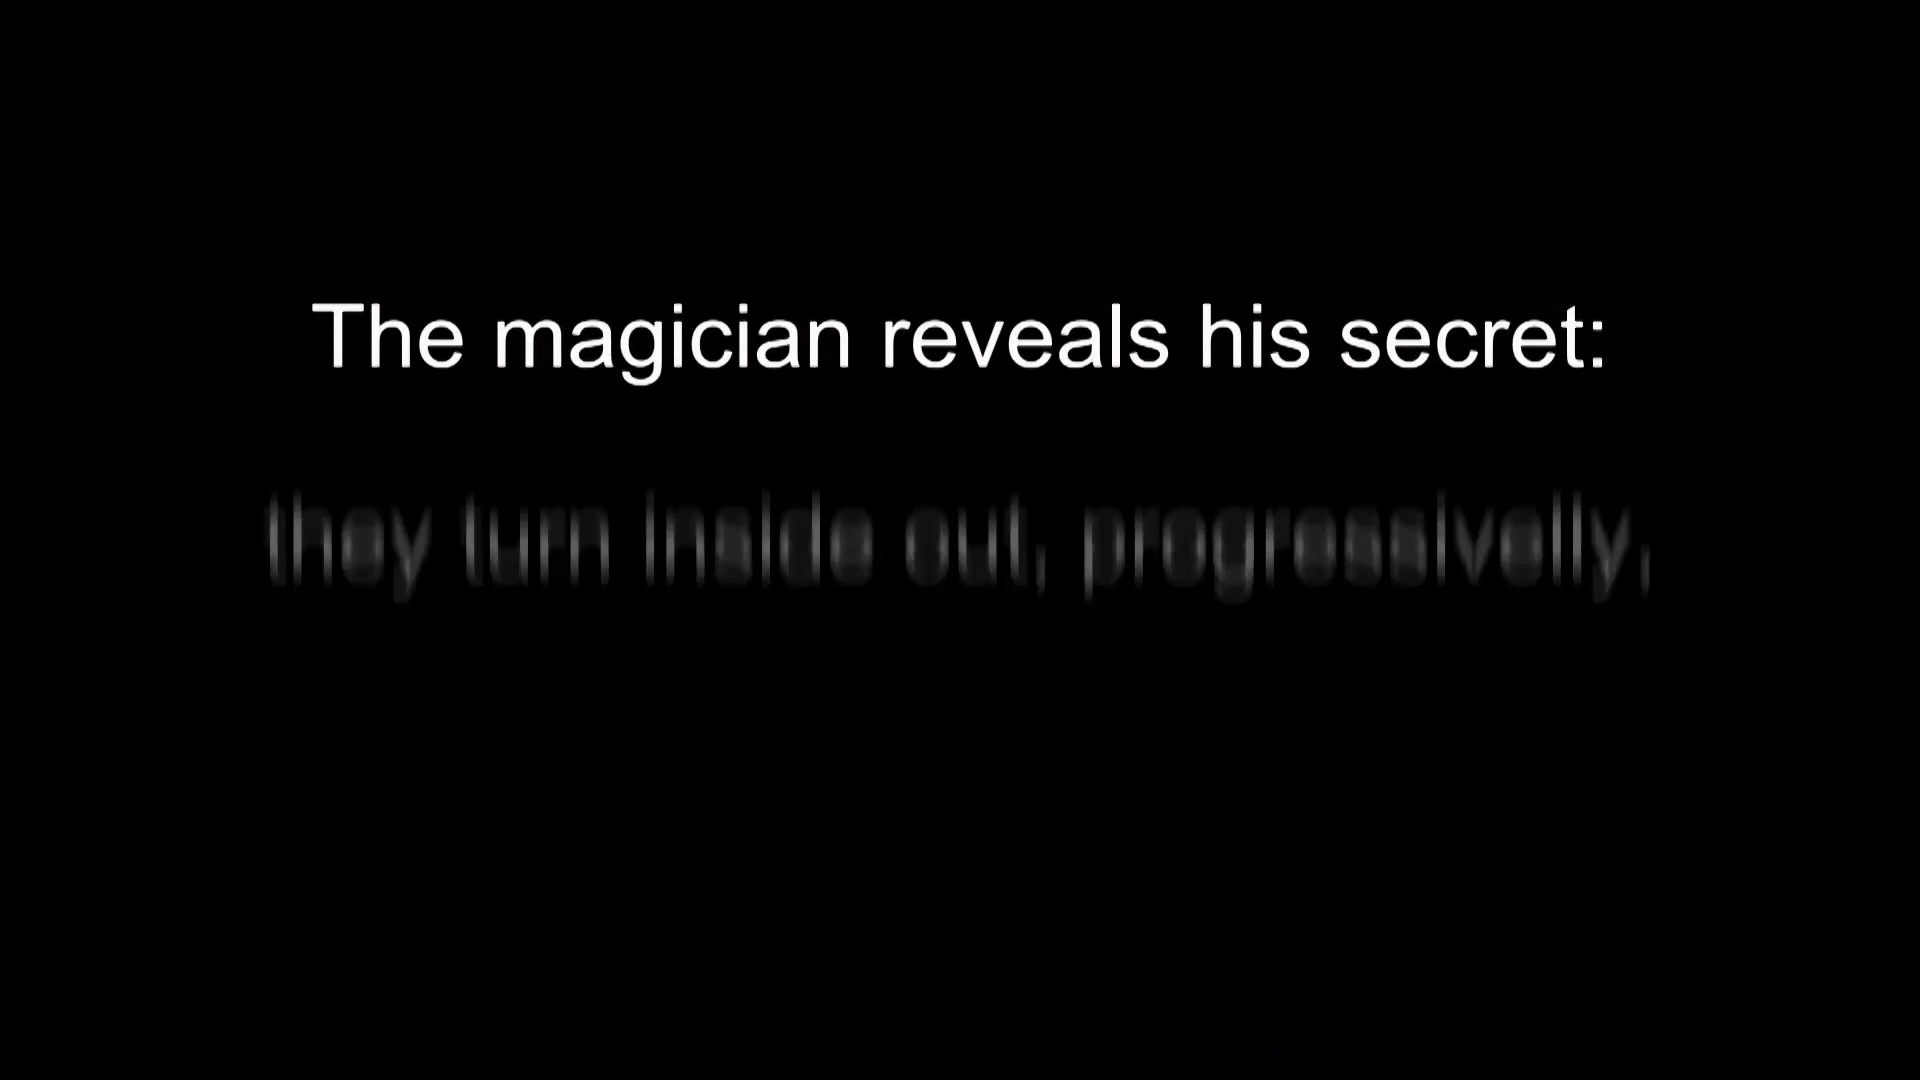 The magician reveals his secret:
they turn inside out, progressivelly,